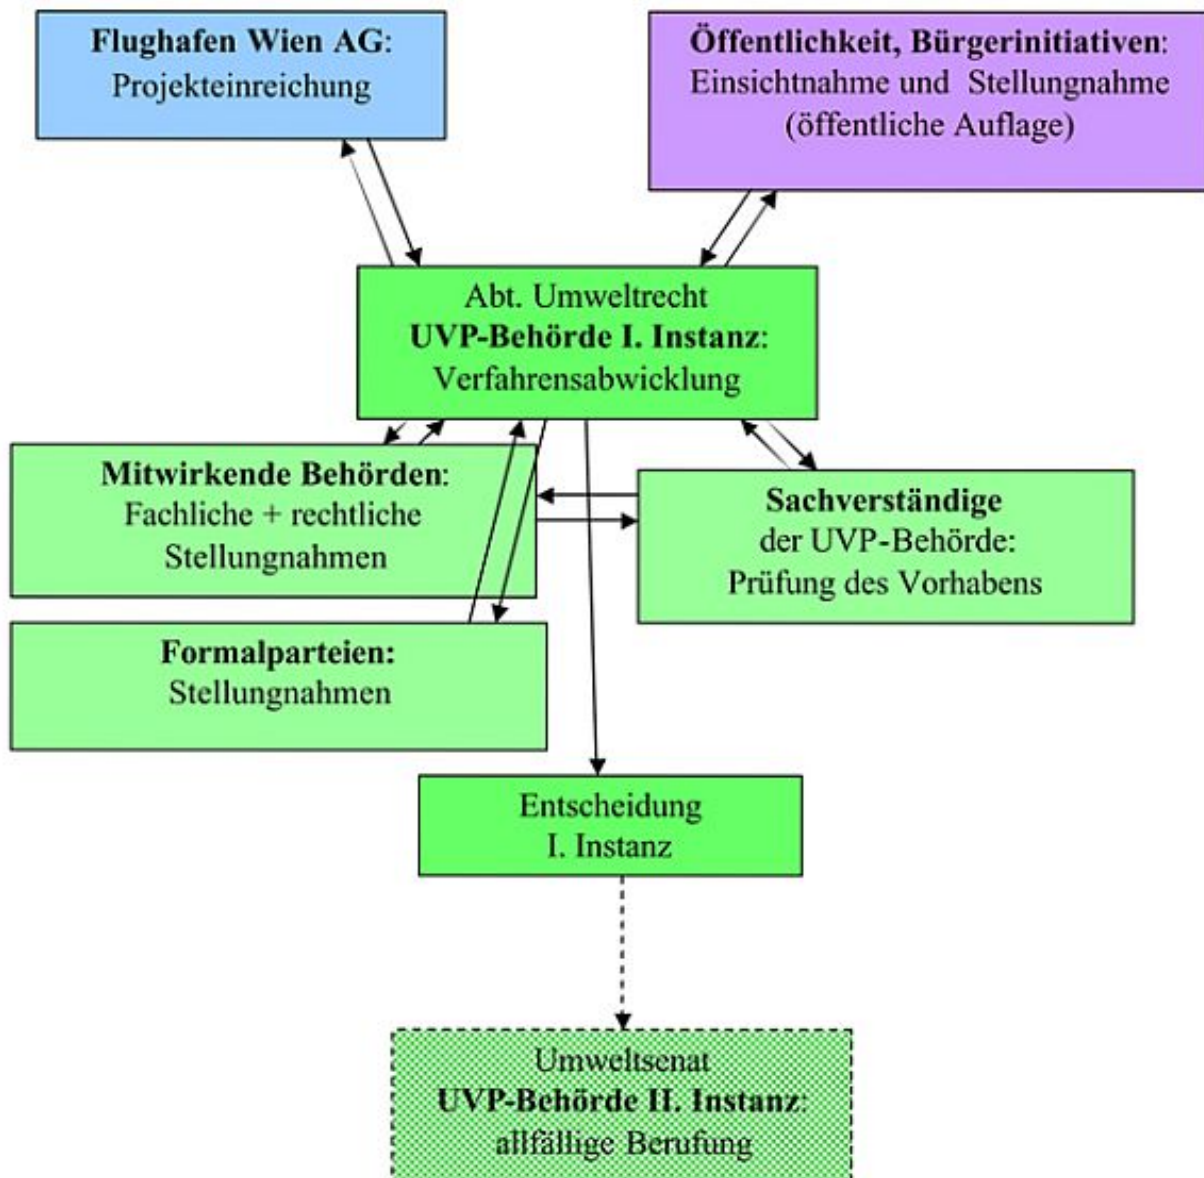 Flughafen Wien AG:
Projekteinreichung
Öffentlichkeit, Bürgerinitiativen:
Einsichtnahme und Stellungnahme
(öffentliche Auflage)
Abt. Umweltrecht
UVP-Behörde I. Instanz:
Verfahrensabwicklung
Mitwirkende Behörden:
Fachliche + rechtliche
Stellungnahmen
Sachverständige
der UVP-Behörde:
Prüfung des Vorhabens
Formalparteien:
Stellungnahmen
Entscheidung
I. Instanz
Umweltsenat
UVP-Behörde II. Instanz:
allfällige Berufung